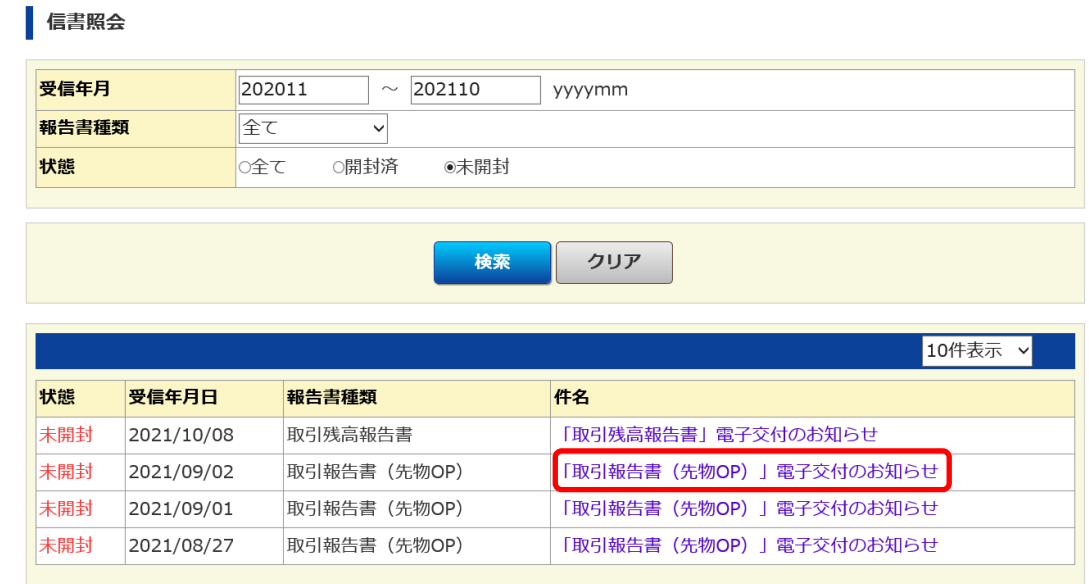 信書照会
受信年月 202011 ～ 202110 yyyymm
報告書種類 全て
状態 全て 開封済 未開封
検索 クリア
10件表示
状態 受信年月日 報告書種類 件名
未開封 2021/10/08 取引残高報告書 「取引残高報告書」電子交付のお知らせ
未開封 2021/09/02 取引報告書（先物OP） 「取引報告書（先物OP）」電子交付のお知らせ
未開封 2021/09/01 取引報告書（先物OP） 「取引報告書（先物OP）」電子交付のお知らせ
未開封 2021/08/27 取引報告書（先物OP） 「取引報告書（先物OP）」電子交付のお知らせ